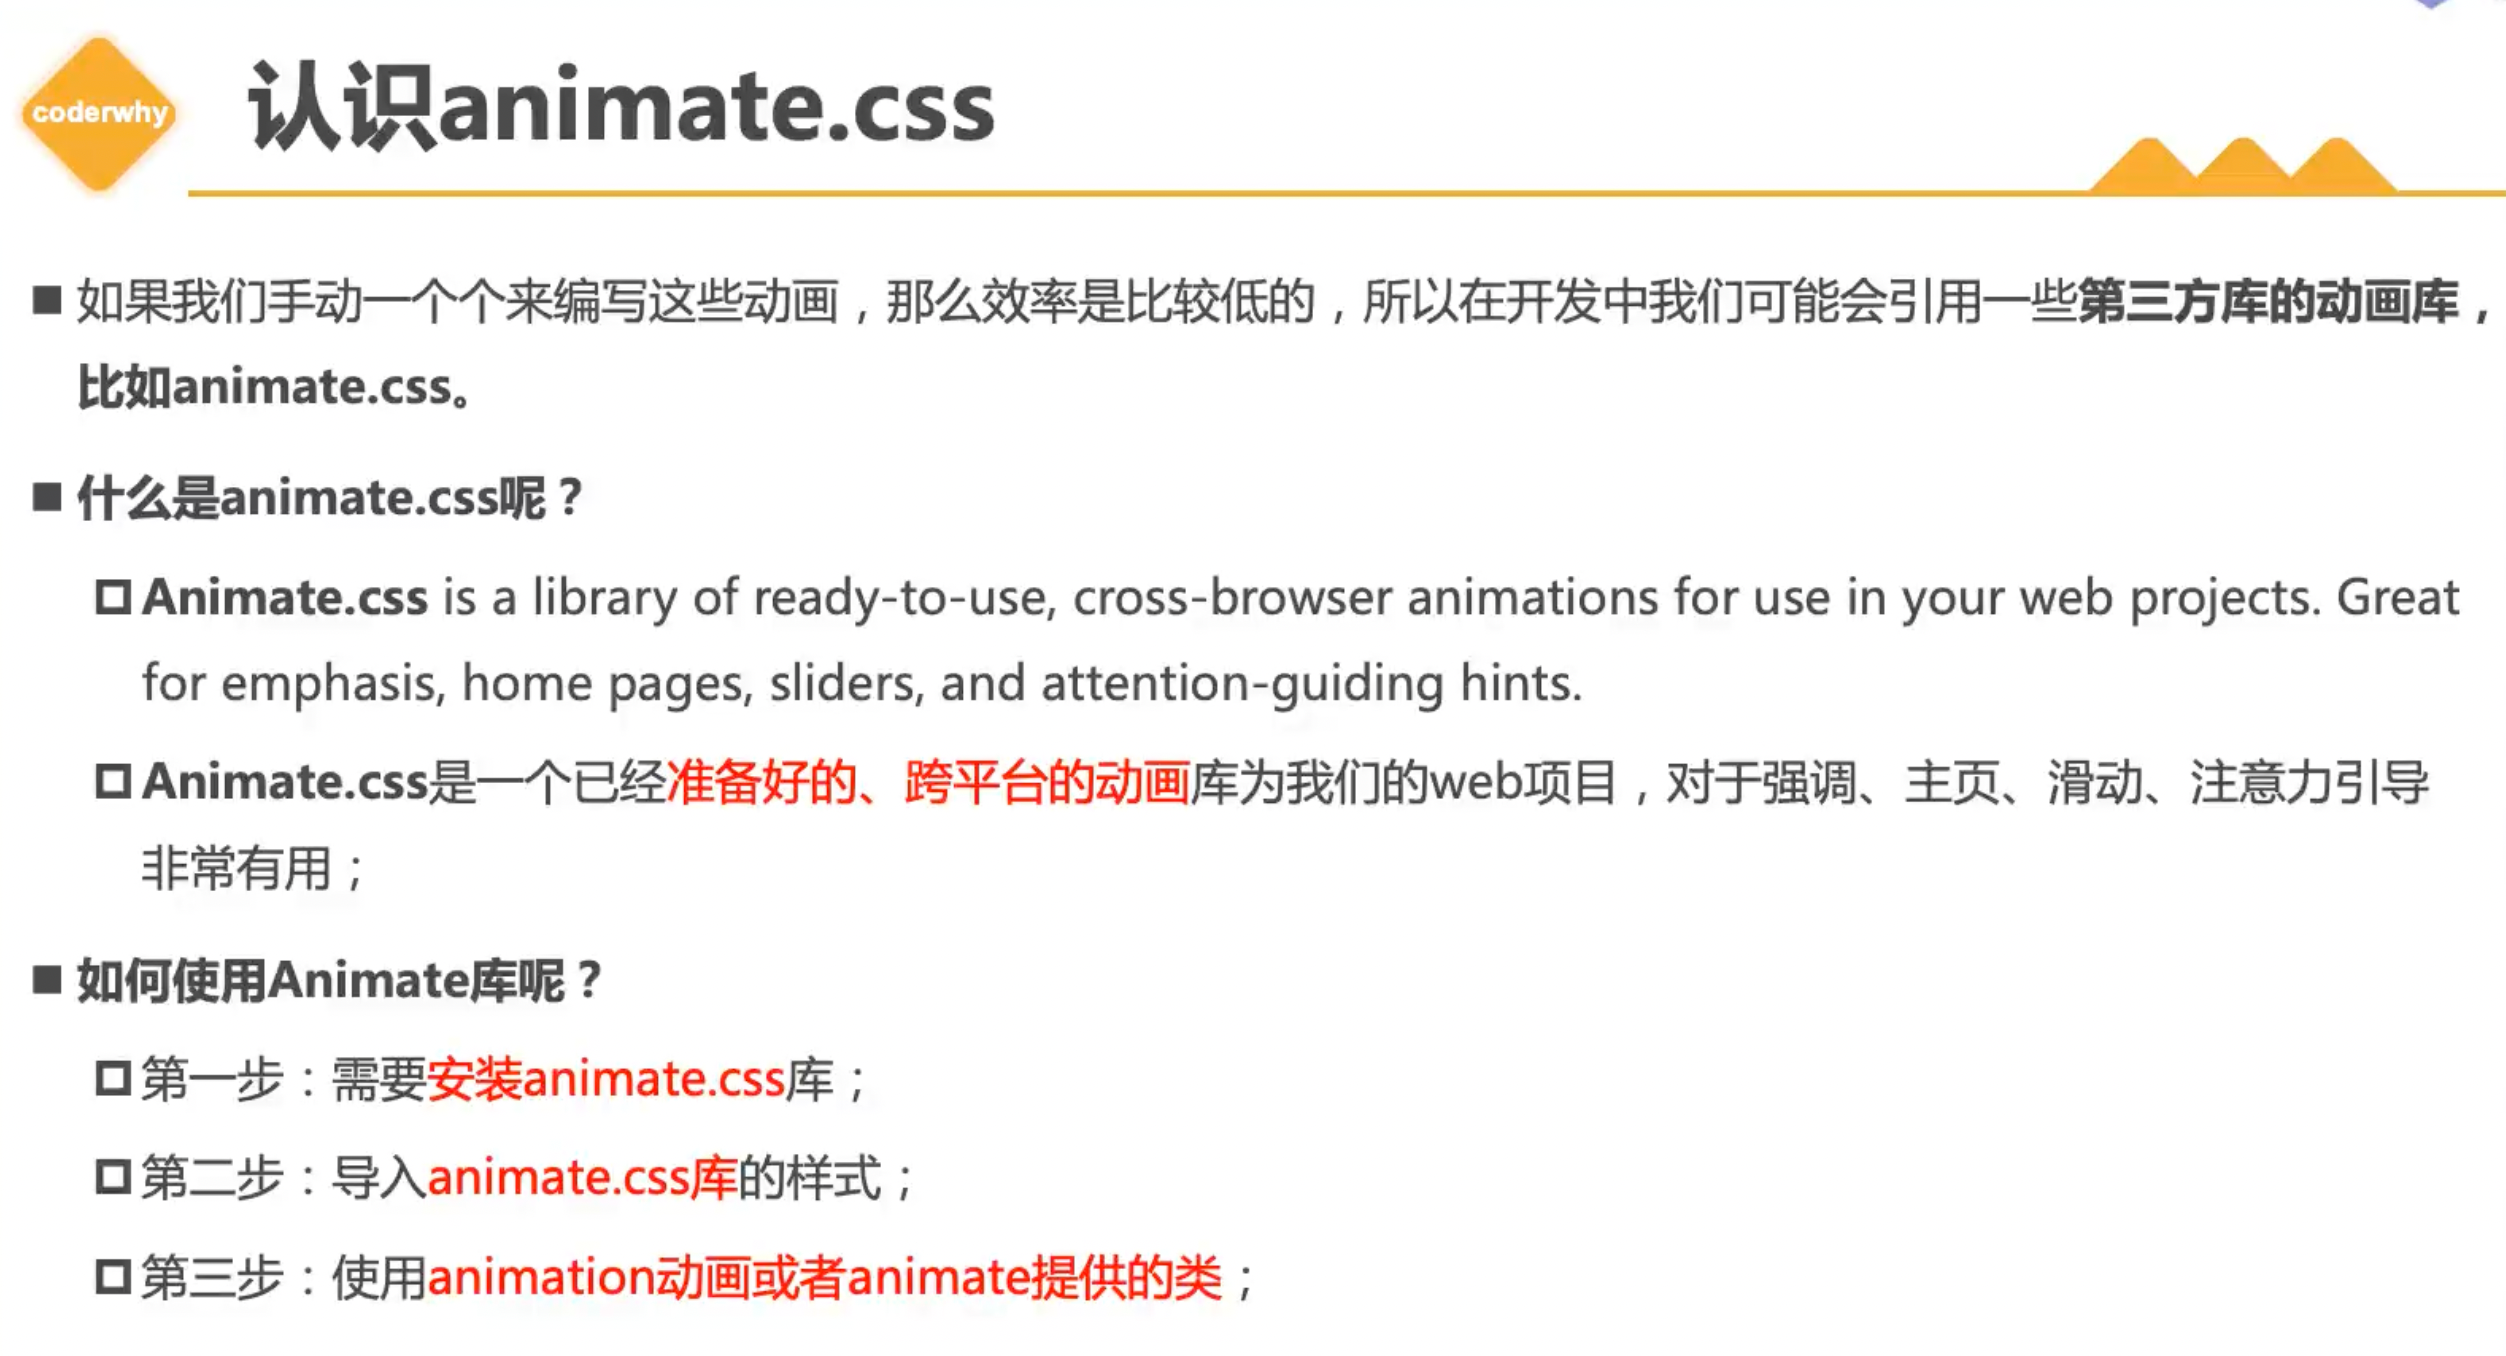 coderwhy
认识animate.css
如果我们手动一个个来编写这些动画，那么效率是比较低的，所以在开发中我们可能会引用一些第三方库的动画库，
比如animate.css。
什么是animate.css呢？
Animate.css is a library of ready-to-use, cross-browser animations for use in your web projects. Great
for emphasis, home pages, sliders, and attention-guiding hints.
Animate.css是一个已经准备好的、跨平台的动画库为我们的web项目，对于强调、主页、滑动、注意力引导
非常有用；
如何使用Animate库呢？
第一步：需要安装animate.css库；
第二步：导入animate.css库的样式；
第三步：使用animation动画或者animate提供的类；